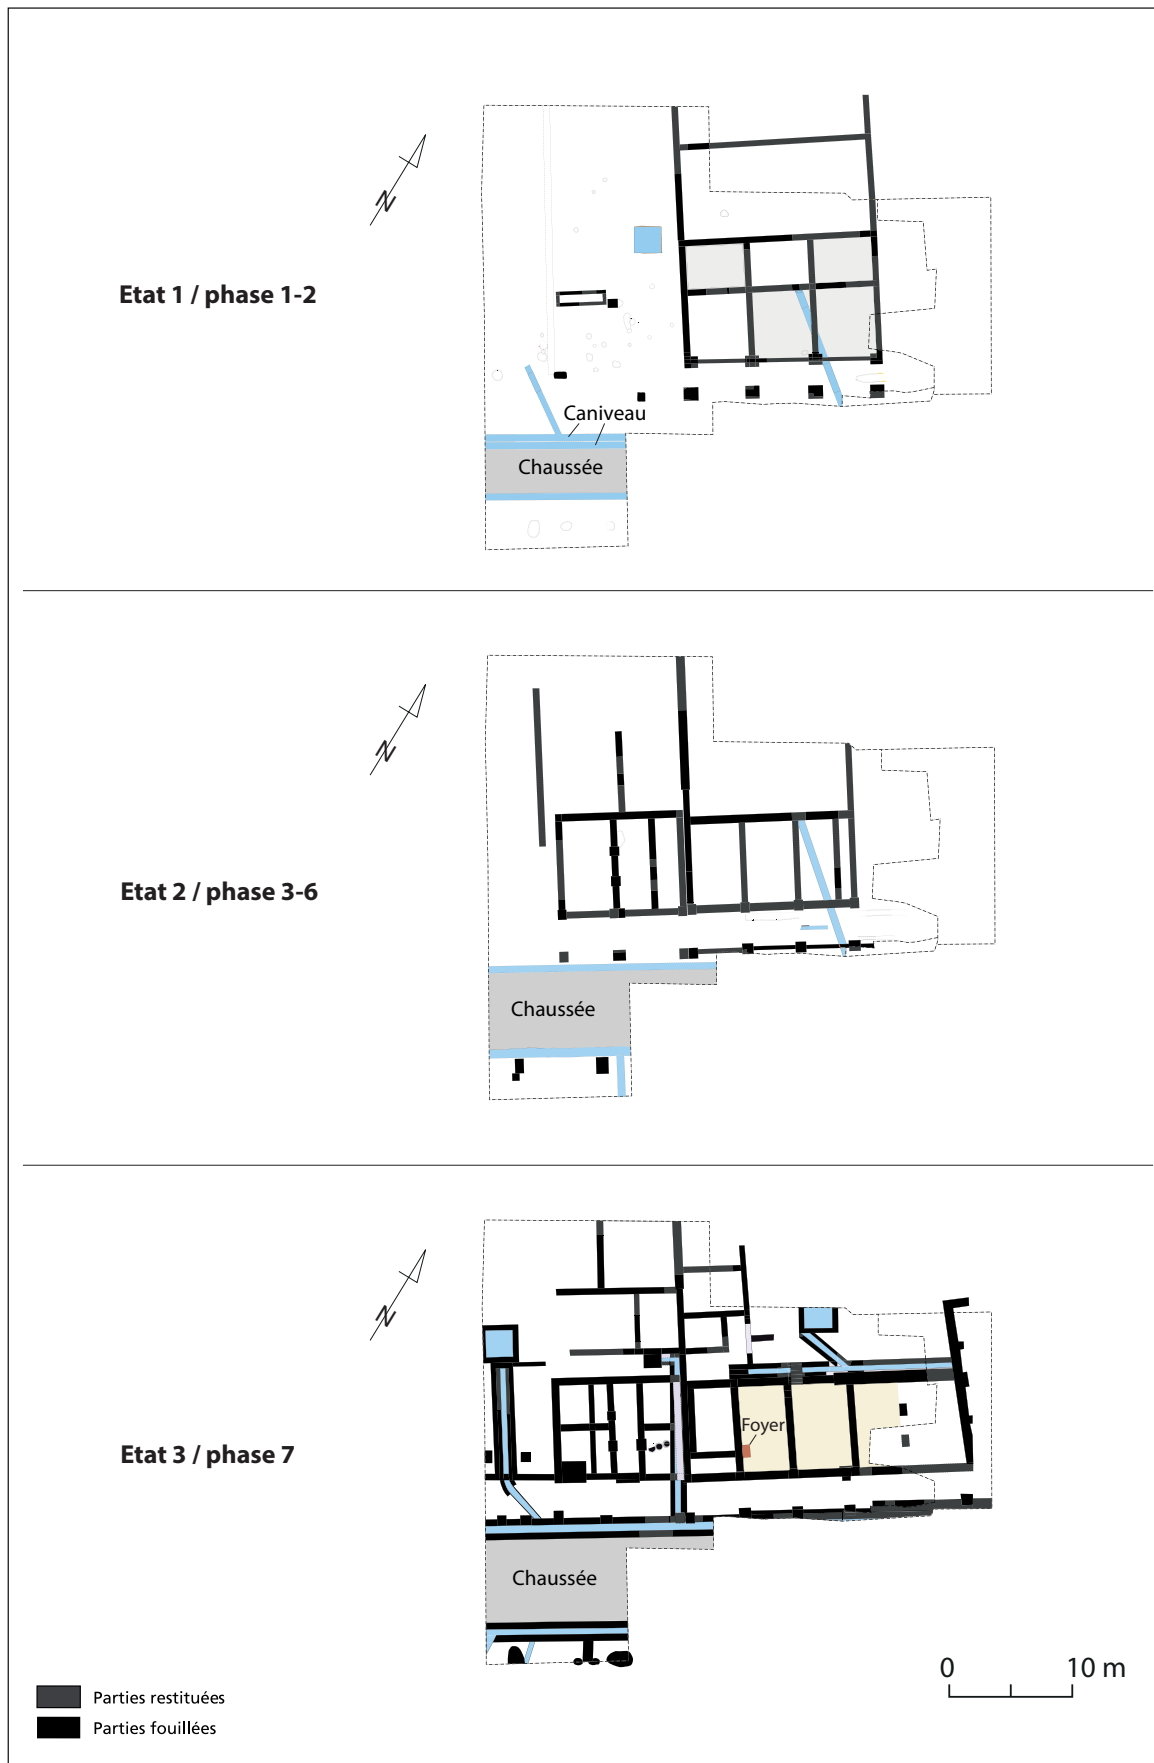 N
Etat 1 / phase 1-2
Caniveau
Chaussée
N
Etat 2 / phase 3-6
Chaussée
N
Foyer
Etat 3 / phase 7
Chaussée
0 10 m
Parties restituées
Parties fouillées